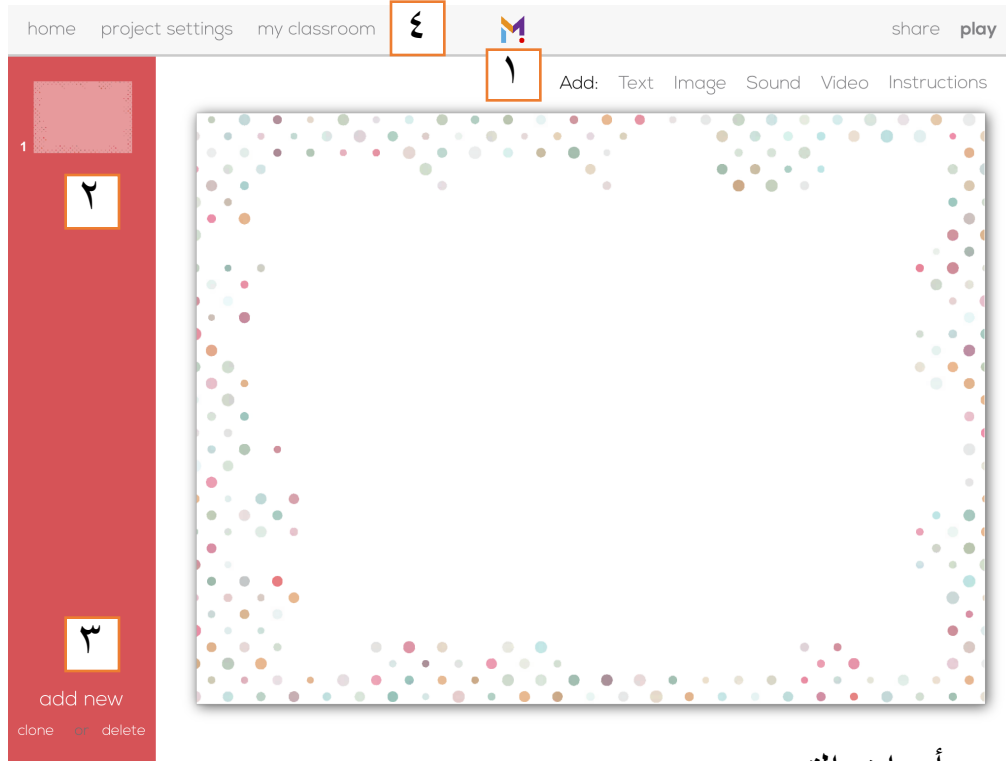 home project settings my classroom ٤ M share play
١ Add: Text Image Sound Video Instructions
1
٢
٣
add new
clone or delete